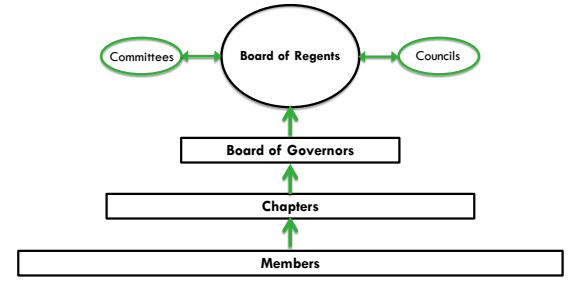 Committees
Board of Regents
Councils
Board of Governors
Chapters
Members